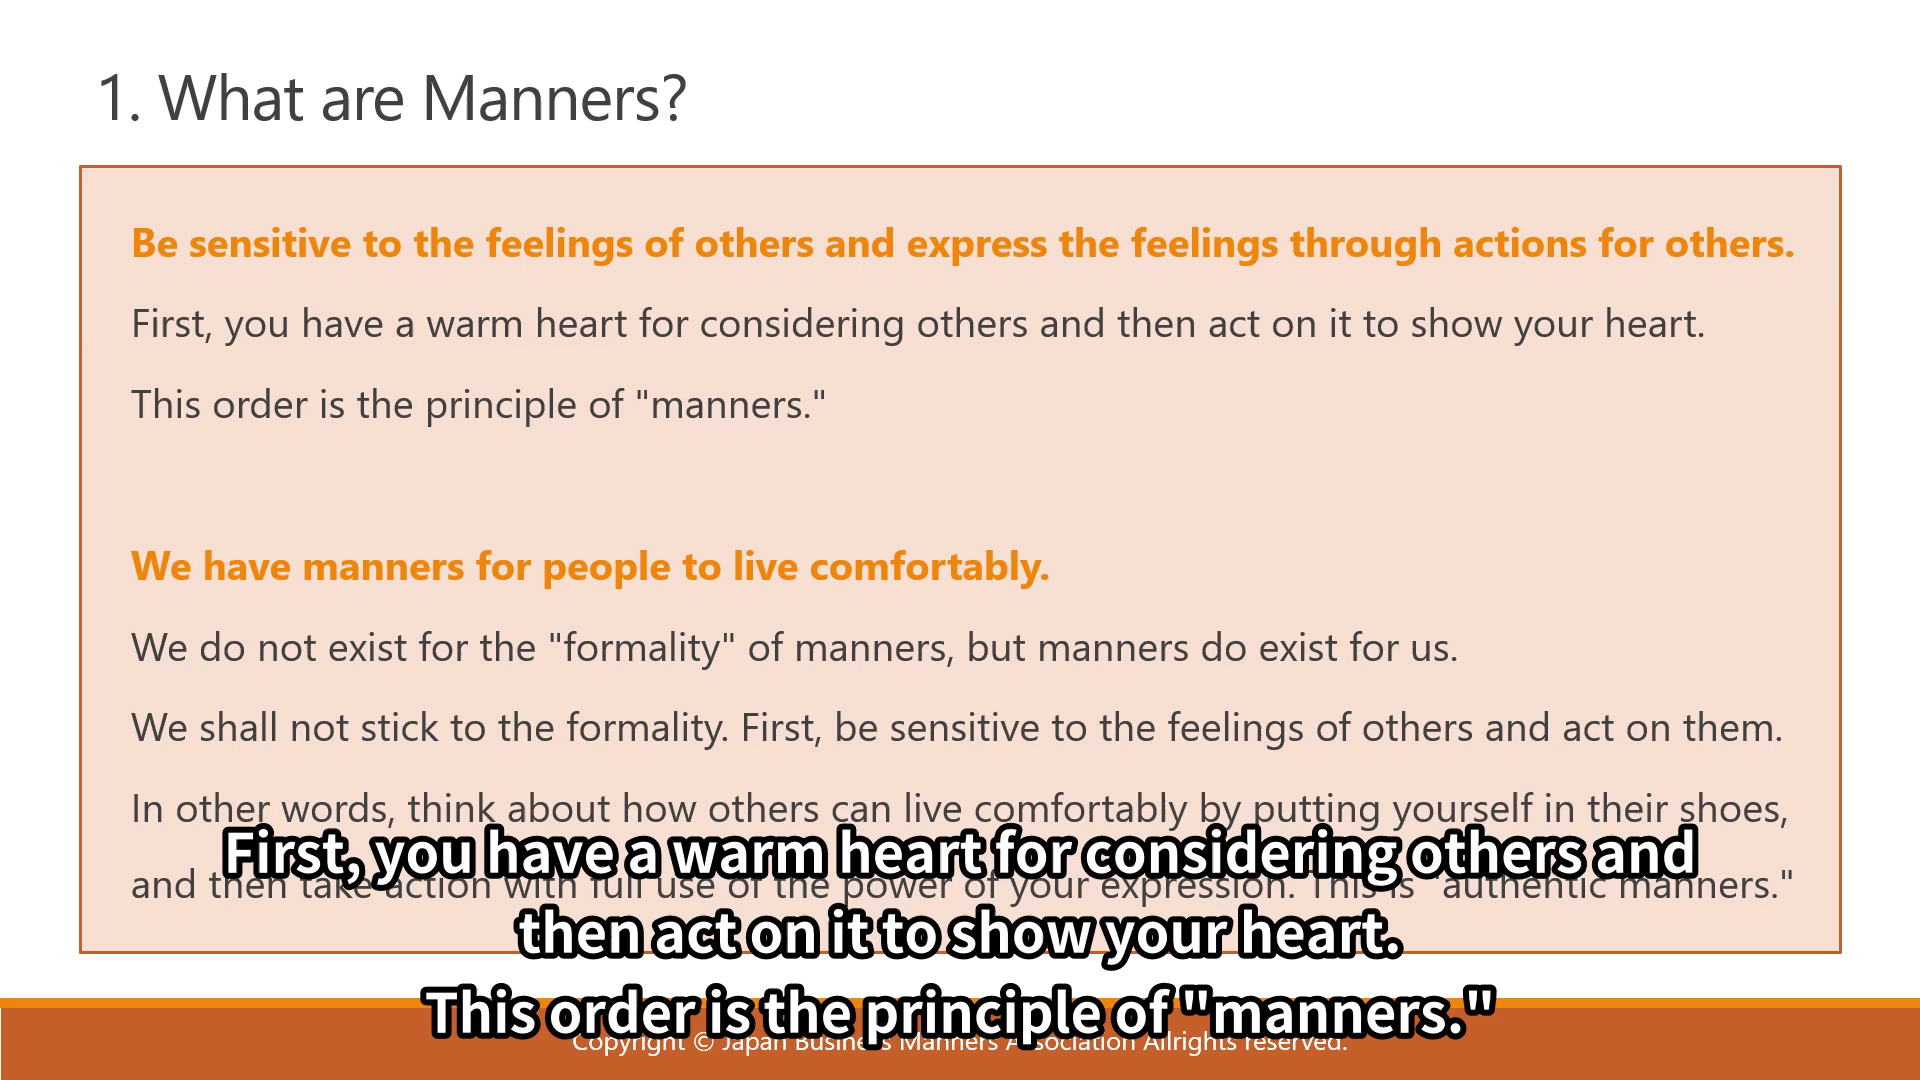 1. What are Manners?
Be sensitive to the feelings of others and express the feelings through actions for others.
First, you have a warm heart for considering others and then act on it to show your heart.
This order is the principle of "manners."
We have manners for people to live comfortably.
We do not exist for the "formality" of manners, but manners do exist for us.
We shall not stick to the formality. First, be sensitive to the feelings of others and act on them.
In other words, think about how others can live comfortably by putting yourself in their shoes,
and then take action with full use of the power of your expression. This is "authentic manners."
First, you have a warm heart for considering others and
then act on it to show your heart.
This order is the principle of "manners."
Copyright © Japan Business Manners Association Allrights reserved.